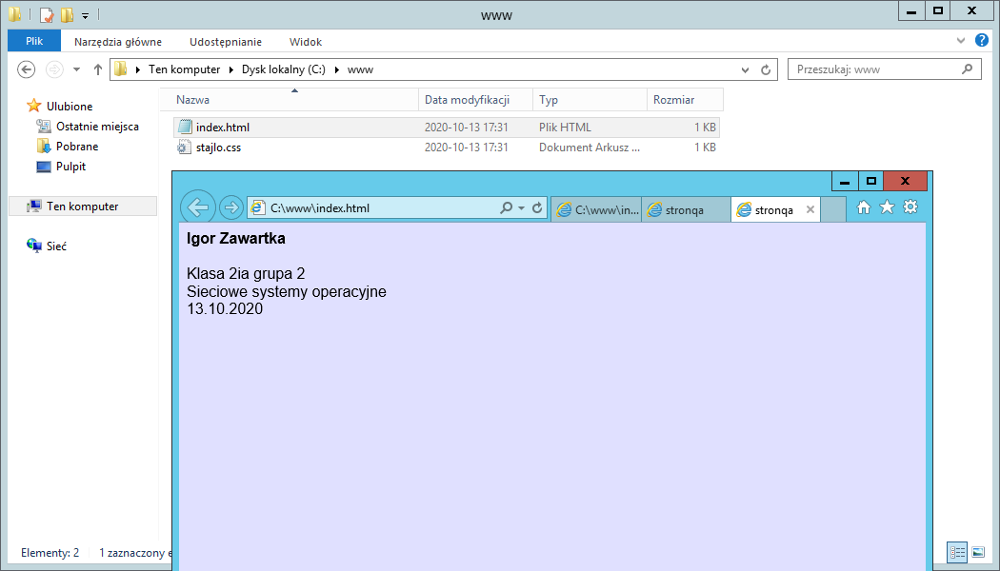 www
Plik Narzędzia główne Udostępnianie Widok
Ten komputer Dysk lokalny (C:) www
Przeszukaj: www
Ulubione
Ostatnie miejsca
Pobrane
Pulpit
Ten komputer
Sieć
Nazwa Data modyfikacji Typ Rozmiar
index.html 2020-10-13 17:31 Plik HTML 1 KB
stajlo.css 2020-10-13 17:31 Dokument Arkusz ... 1 KB
C:\www\index.html
C:\www\in... stronqa stronqa
Igor Zawartka
Klasa 2ia grupa 2
Sieciowe systemy operacyjne
13.10.2020
Elementy: 2 1 zaznaczony e